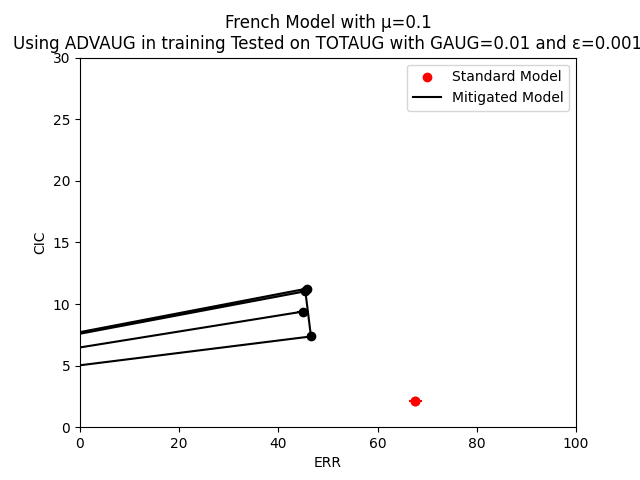 French Model with μ=0.1
Using ADVAUG in training Tested on TOTAUG with GAUG=0.01 and ε=0.001
30
25
20
15
10
5
0
CIC
Standard Model
Mitigated Model
0 20 40 60 80 100
ERR